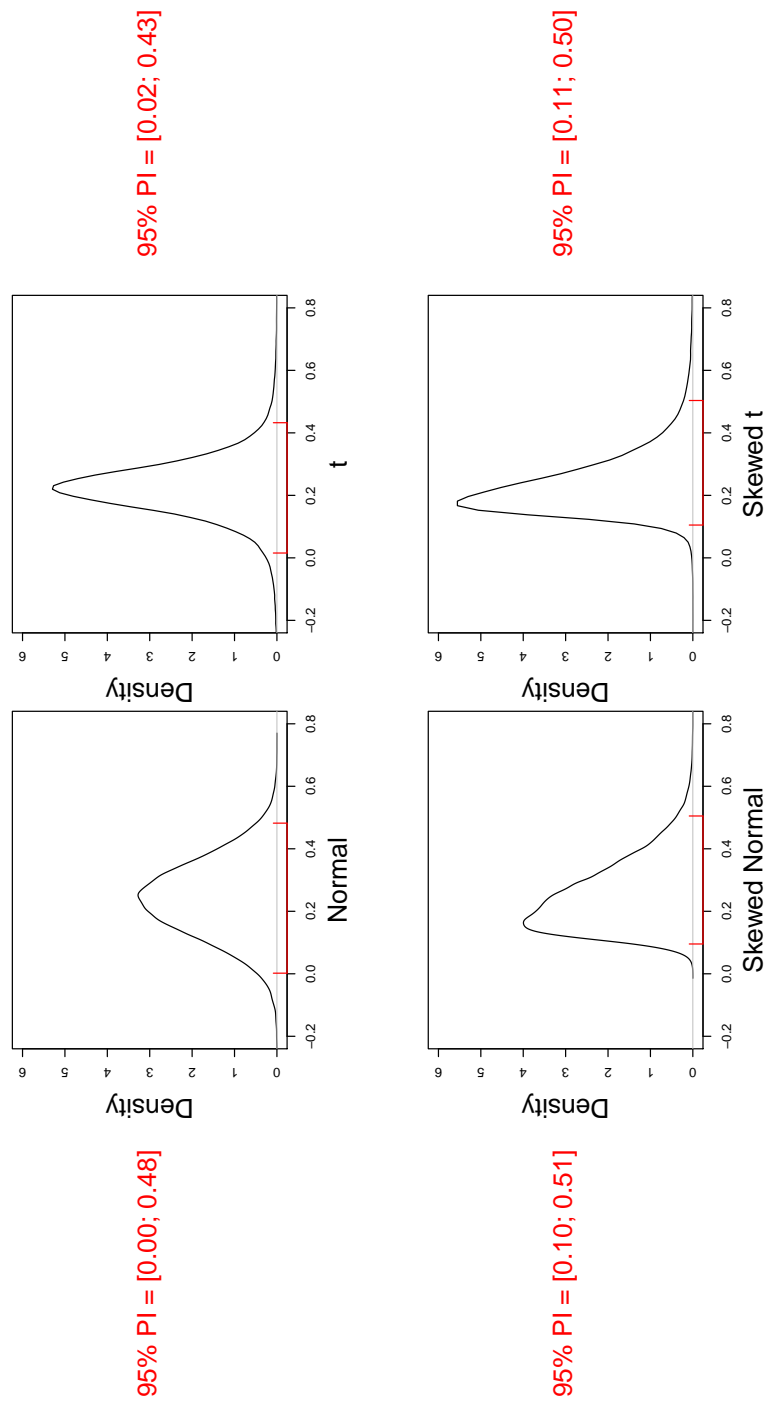 95% PI = [0.00; 0.48]
Density
0 1 2 3 4 5 6
−0.2 0.0 0.2 0.4 0.6 0.8
Normal
Density
0 1 2 3 4 5 6
−0.2 0.0 0.2 0.4 0.6 0.8
t
95% PI = [0.02; 0.43]
95% PI = [0.10; 0.51]
Density
0 1 2 3 4 5 6
−0.2 0.0 0.2 0.4 0.6 0.8
Skewed Normal
Density
0 1 2 3 4 5 6
−0.2 0.0 0.2 0.4 0.6 0.8
Skewed t
95% PI = [0.11; 0.50]